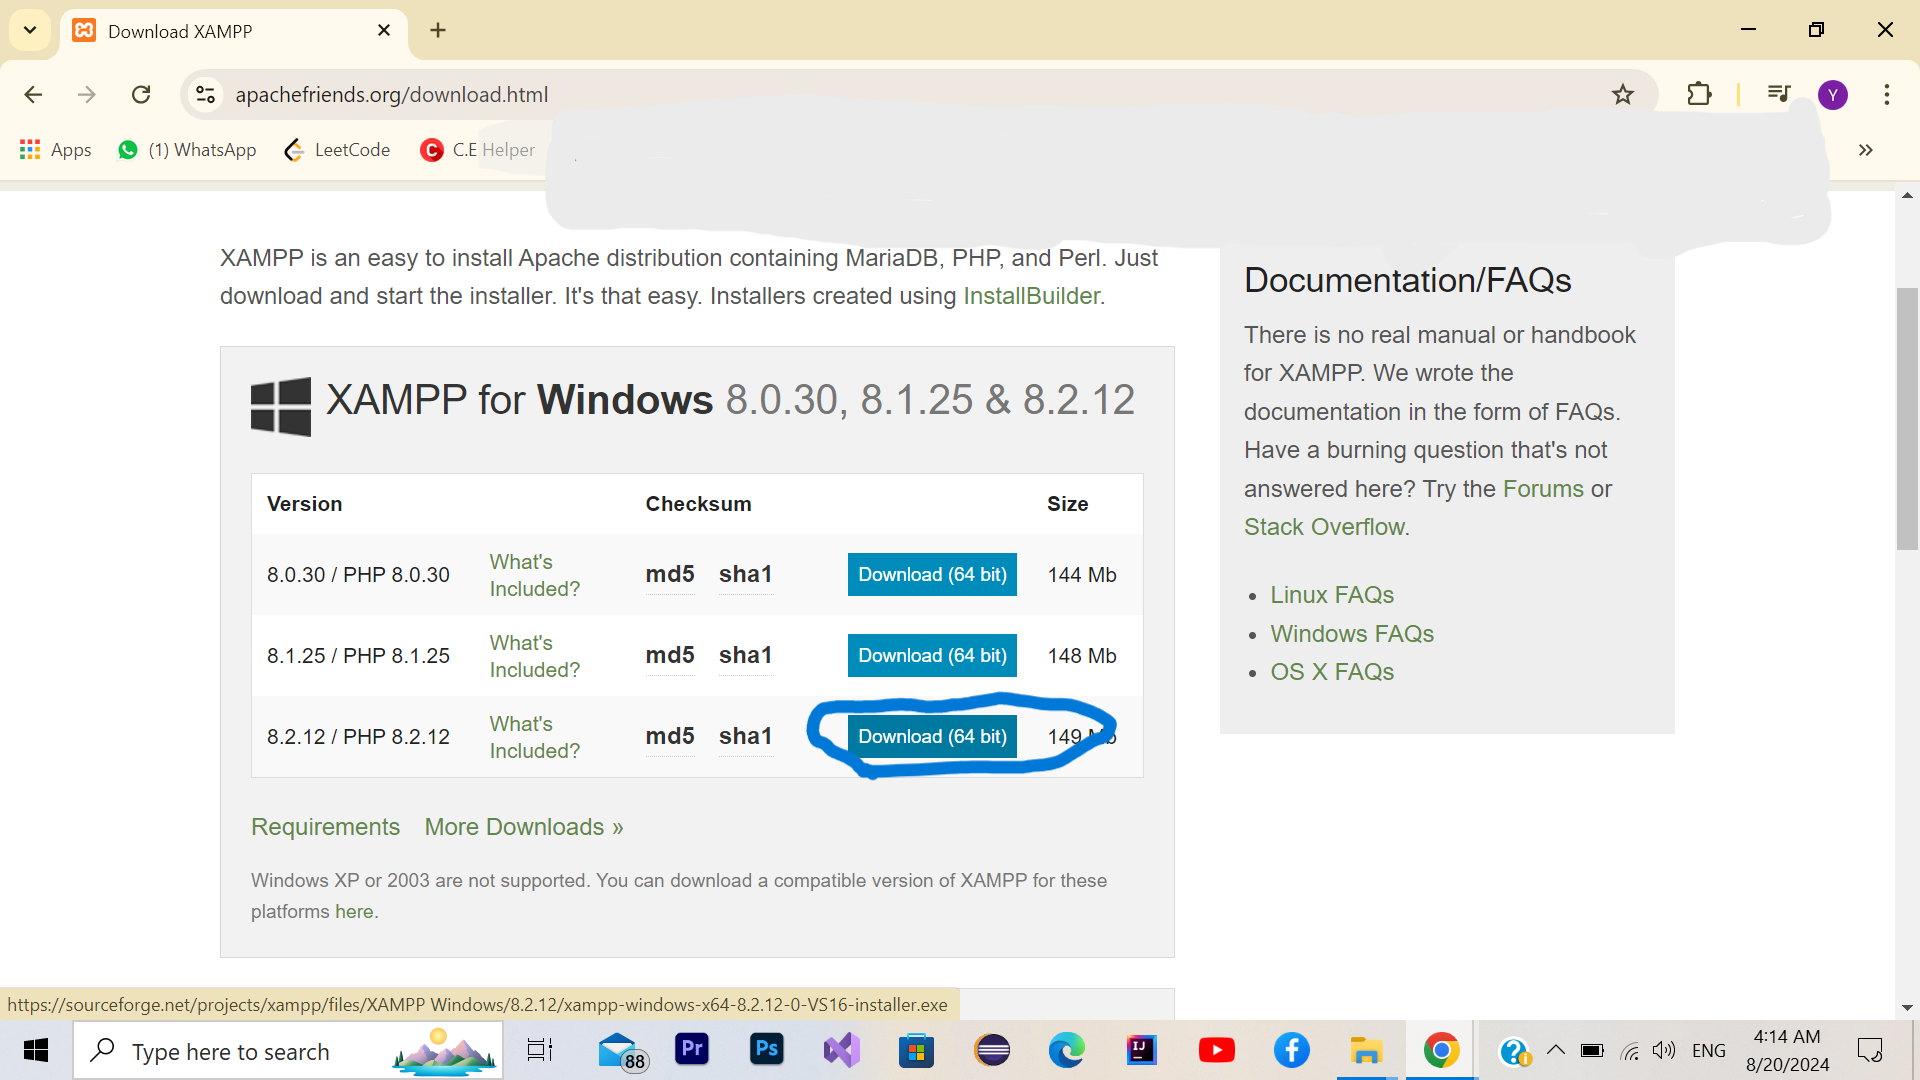 Download XAMPP
apachefriends.org/download.html
Apps
(1) WhatsApp
LeetCode
C.E Helper
XAMPP is an easy to install Apache distribution containing MariaDB, PHP, and Perl. Just
download and start the installer. It's that easy. Installers created using InstallBuilder.
XAMPP for Windows 8.0.30, 8.1.25 & 8.2.12
Version Checksum Size
8.0.30 / PHP 8.0.30 What's Included? md5 sha1 Download (64 bit) 144 Mb
8.1.25 / PHP 8.1.25 What's Included? md5 sha1 Download (64 bit) 148 Mb
8.2.12 / PHP 8.2.12 What's Included? md5 sha1 Download (64 bit) 149 Mb
Requirements More Downloads »
Windows XP or 2003 are not supported. You can download a compatible version of XAMPP for these
platforms here.
Documentation/FAQs
There is no real manual or handbook
for XAMPP. We wrote the
documentation in the form of FAQs.
Have a burning question that's not
answered here? Try the Forums or
Stack Overflow.
Linux FAQs
Windows FAQs
OS X FAQs
https://sourceforge.net/projects/xampp/files/XAMPP Windows/8.2.12/xampp-windows-x64-8.2.12-0-VS16-installer.exe
Type here to search
88
Pr
Ps
IJ
ENG
4:14 AM
8/20/2024
Y